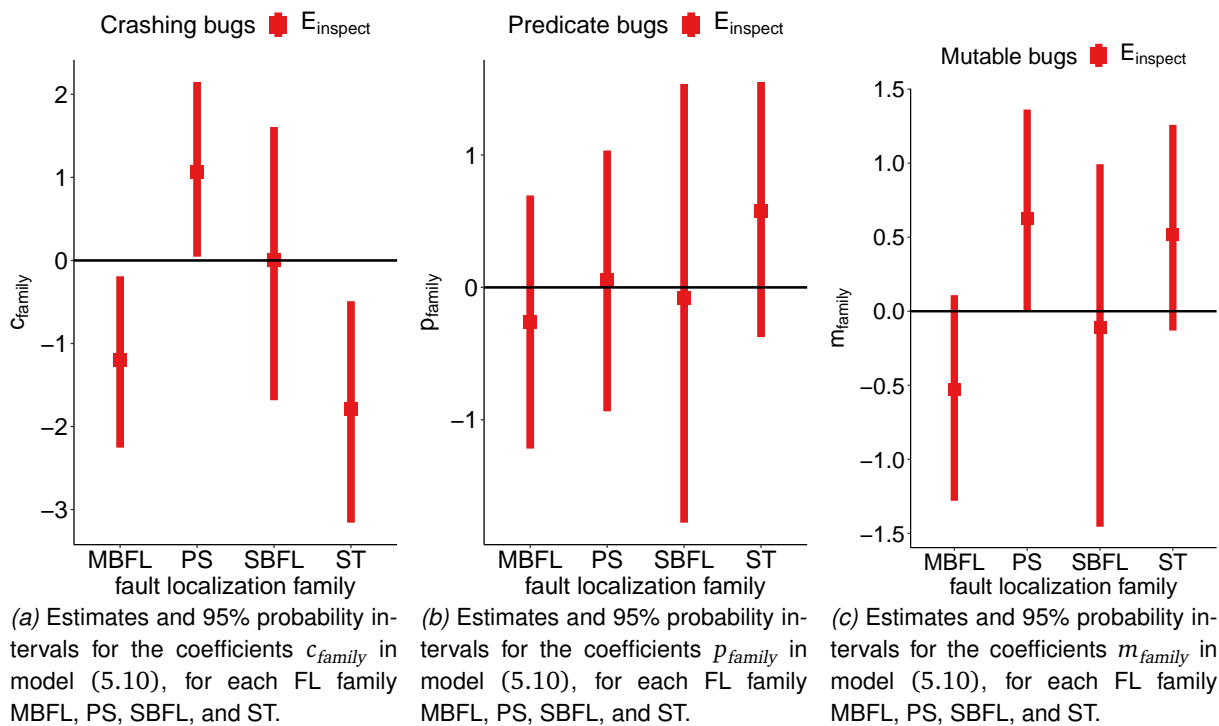 Crashing bugs E_inspect
2
1
0
−1
−2
−3
c_family
MBFL PS SBFL ST
fault localization family
(a) Estimates and 95% probability in-
tervals for the coefficients c_family in
model (5.10), for each FL family
MBFL, PS, SBFL, and ST.
Predicate bugs E_inspect
1
0
−1
p_family
MBFL PS SBFL ST
fault localization family
(b) Estimates and 95% probability in-
tervals for the coefficients p_family in
model (5.10), for each FL family
MBFL, PS, SBFL, and ST.
Mutable bugs E_inspect
1.5
1.0
0.5
0.0
−0.5
−1.0
−1.5
m_family
MBFL PS SBFL ST
fault localization family
(c) Estimates and 95% probability in-
tervals for the coefficients m_family in
model (5.10), for each FL family
MBFL, PS, SBFL, and ST.